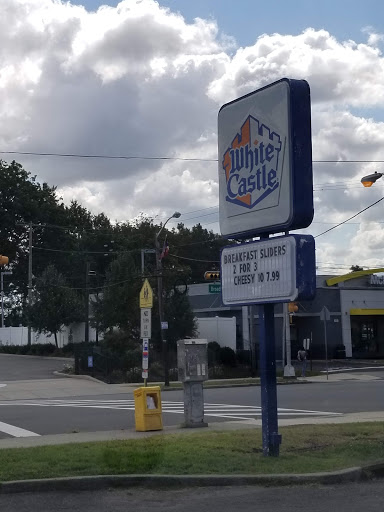 White
Castle
BREAKFAST SLIDERS
2 FOR 3
CHEESY 10 7.99